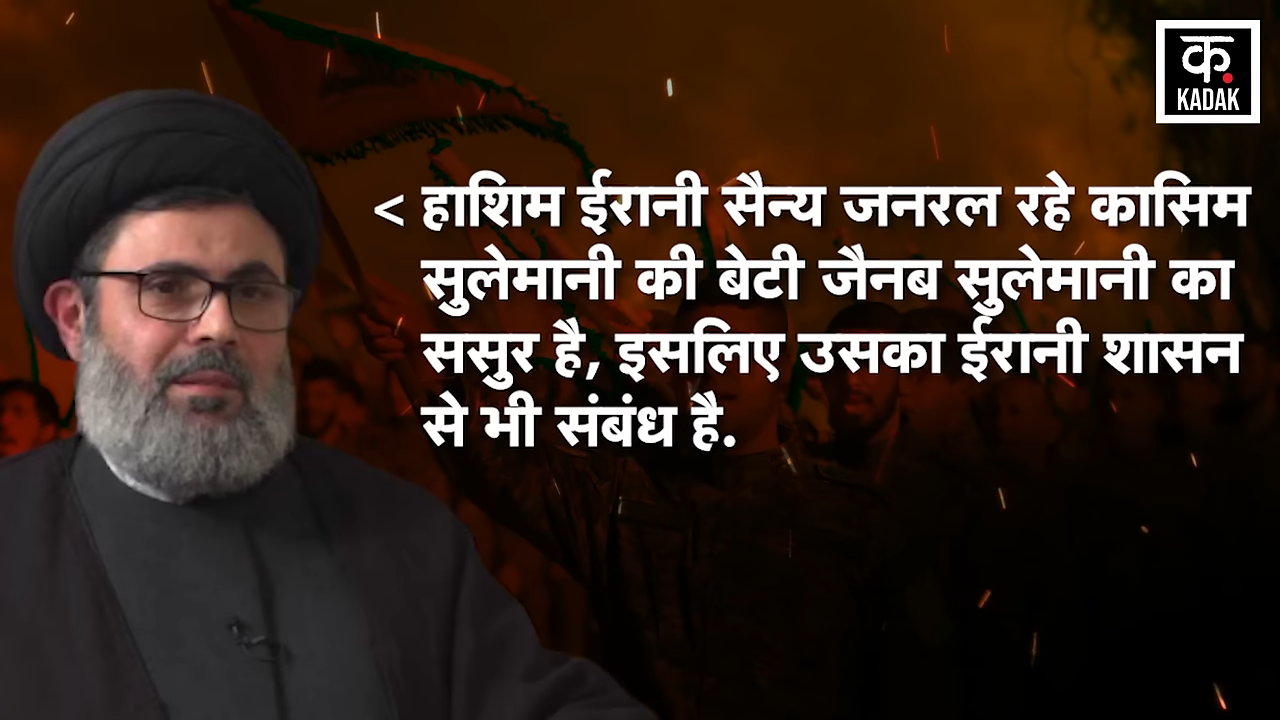 क.
KADAK
< हाशिम ईरानी सैन्य जनरल रहे कासिम
सुलेमानी की बेटी जैनब सुलेमानी का
ससुर है, इसलिए उसका ईरानी शासन
से भी संबंध है.